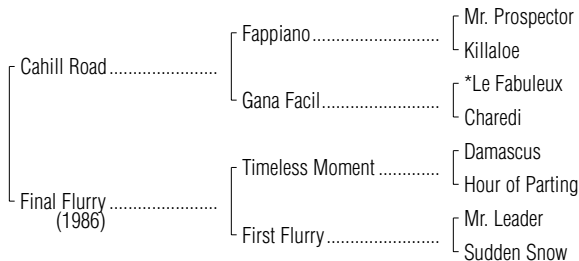 Mr. Prospector
Fappiano
Killaloe
Cahill Road
*Le Fabuleux
Gana Facil
Charedi
Damascus
Timeless Moment
Hour of Parting
Final Flurry
(1986)
Mr. Leader
First Flurry
Sudden Snow